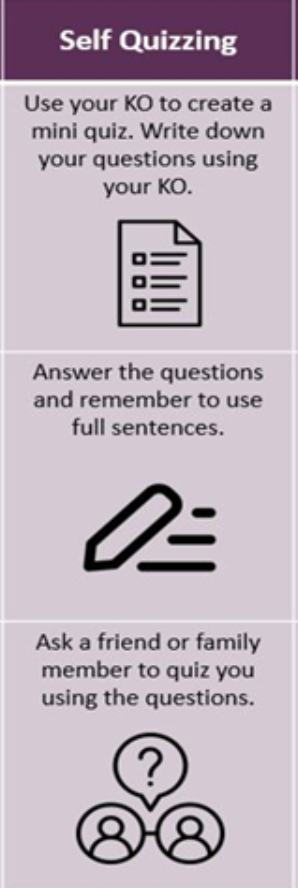 Self Quizzing
Use your KO to create a
mini quiz. Write down
your questions using
your KO.
Answer the questions
and remember to use
full sentences.
Ask a friend or family
member to quiz you
using the questions.
?